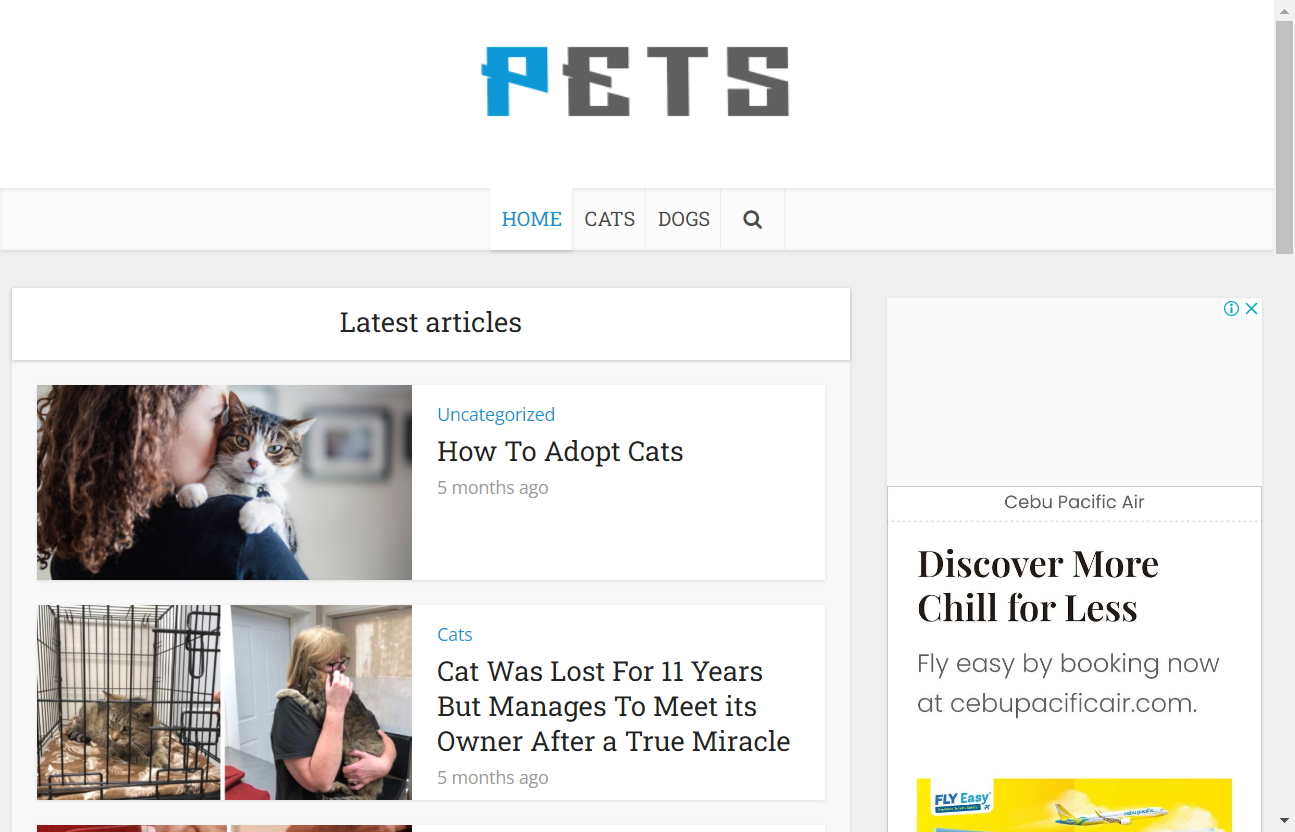 PETS
HOME
CATS
DOGS
Latest articles
Uncategorized
How To Adopt Cats
5 months ago
Cats
Cat Was Lost For 11 Years
But Manages To Meet its
Owner After a True Miracle
5 months ago
Cebu Pacific Air
Discover More
Chill for Less
Fly easy by booking now
at cebupacificair.com.
FLY Easy
cebu pacific